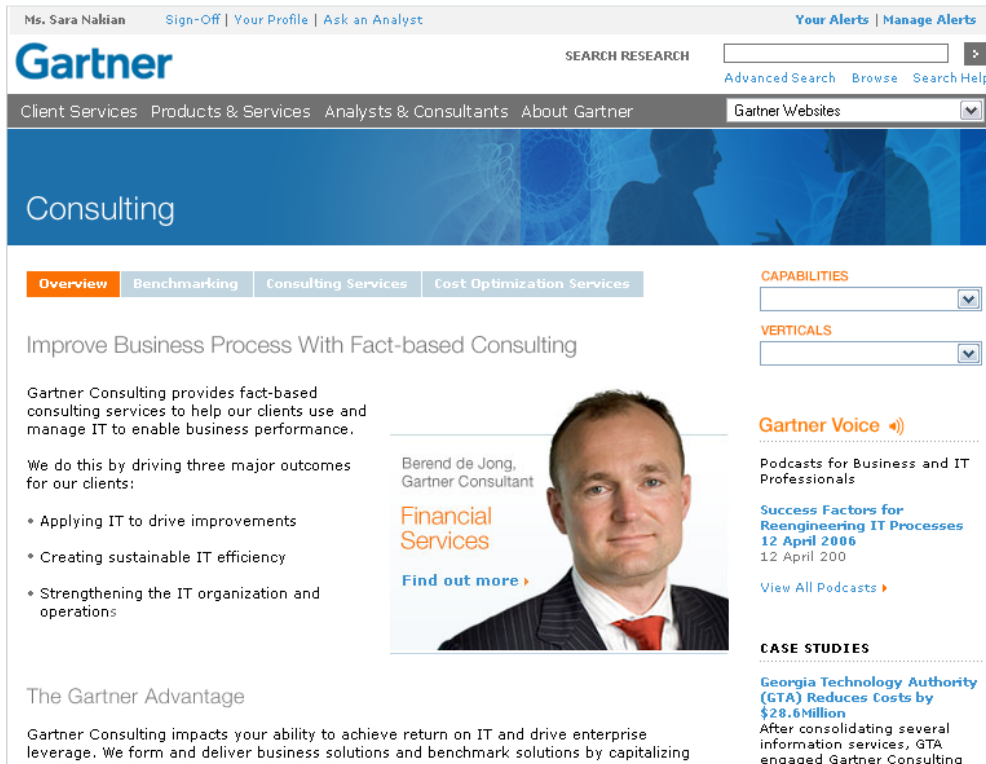 Ms. Sara Nakian Sign-Off | Your Profile | Ask an Analyst Your Alerts | Manage Alerts
Gartner
SEARCH RESEARCH
Advanced Search Browse Search Help
Client Services Products & Services Analysts & Consultants About Gartner Gartner Websites
Consulting
Overview Benchmarking Consulting Services Cost Optimization Services
Improve Business Process With Fact-based Consulting
Gartner Consulting provides fact-based
consulting services to help our clients use and
manage IT to enable business performance.
We do this by driving three major outcomes
for our clients:
• Applying IT to drive improvements
• Creating sustainable IT efficiency
• Strengthening the IT organization and
operations
Berend de Jong,
Gartner Consultant
Financial
Services
Find out more
The Gartner Advantage
Gartner Consulting impacts your ability to achieve return on IT and drive enterprise
leverage. We form and deliver business solutions and benchmark solutions by capitalizing
CAPABILITIES
VERTICALS
Gartner Voice
Podcasts for Business and IT
Professionals
Success Factors for
Reengineering IT Processes
12 April 2006
12 April 200
View All Podcasts
CASE STUDIES
Georgia Technology Authority
(GTA) Reduces Costs by
$28.6Million
After consolidating several
information services, GTA
engaged Gartner Consulting